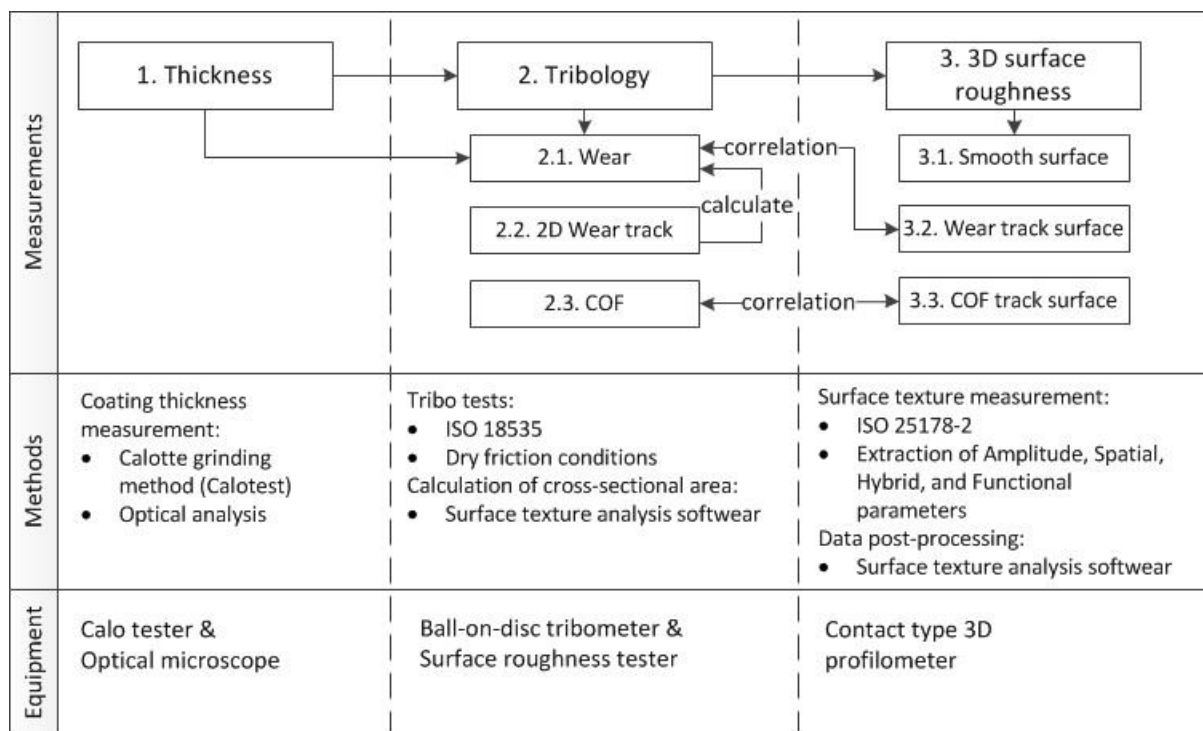 Measurements
1. Thickness
2. Tribology
3. 3D surface
roughness
2.1. Wear
correlation
3.1. Smooth surface
calculate
2.2. 2D Wear track
3.2. Wear track surface
2.3. COF
correlation
3.3. COF track surface
Methods
Coating thickness
measurement:
• Calotte grinding
method (Calotest)
• Optical analysis
Tribo tests:
• ISO 18535
• Dry friction conditions
Calculation of cross-sectional area:
• Surface texture analysis softwear
Surface texture measurement:
• ISO 25178-2
• Extraction of Amplitude, Spatial,
Hybrid, and Functional
parameters
Data post-processing:
• Surface texture analysis softwear
Equipment
Calo tester &
Optical microscope
Ball-on-disc tribometer &
Surface roughness tester
Contact type 3D
profilometer